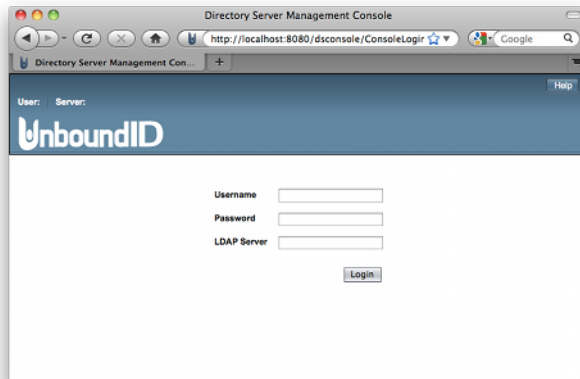 Directory Server Management Console
http://localhost:8080/dsconsole/ConsoleLogin
Google
Directory Server Management Con...
Help
User: Server:
UnboundID
Username
Password
LDAP Server
Login